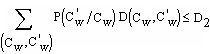 ∑_{(C_W, C'_W)} P(C'_W / C_W) D(C_W, C'_W) ≤ D_2